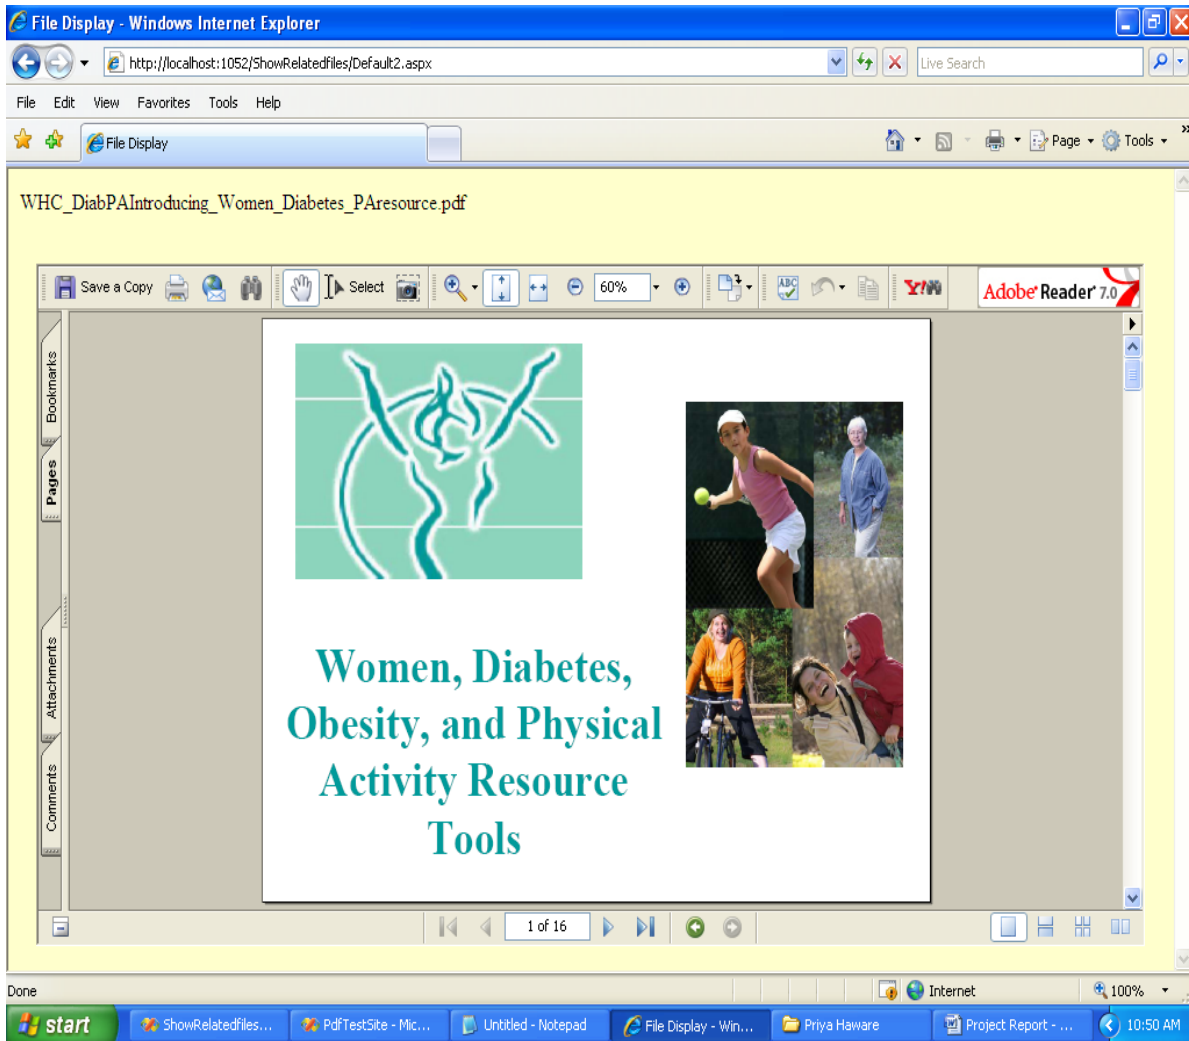 File Display - Windows Internet Explorer
http://localhost:1052/ShowRelatedfiles/Default2.aspx
Live Search
File Edit View Favorites Tools Help
File Display
Page Tools »
WHC_DiabPAIntroducing_Women_Diabetes_PAresource.pdf
Save a Copy Select 60% ABC Y! Adobe Reader 7.0
Bookmarks
Pages
Attachments
Comments
Women, Diabetes,
Obesity, and Physical
Activity Resource
Tools
1 of 16
Done Internet 100%
start ShowRelatedfiles... PdfTestSite - Mic... Untitled - Notepad File Display - Win... Priya Haware Project Report - ... 10:50 AM